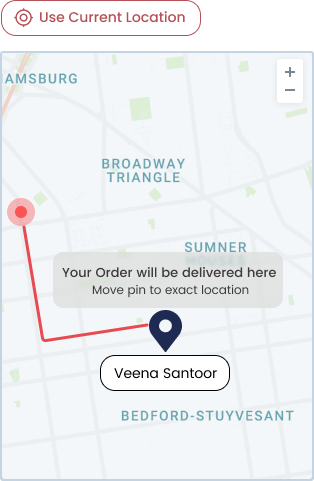 Use Current Location
AMSBURG
+
−
BROADWAY
TRIANGLE
SUMNER
HOUSES
Your Order will be delivered here
Move pin to exact location
Veena Santoor
BEDFORD-STUYVESANT